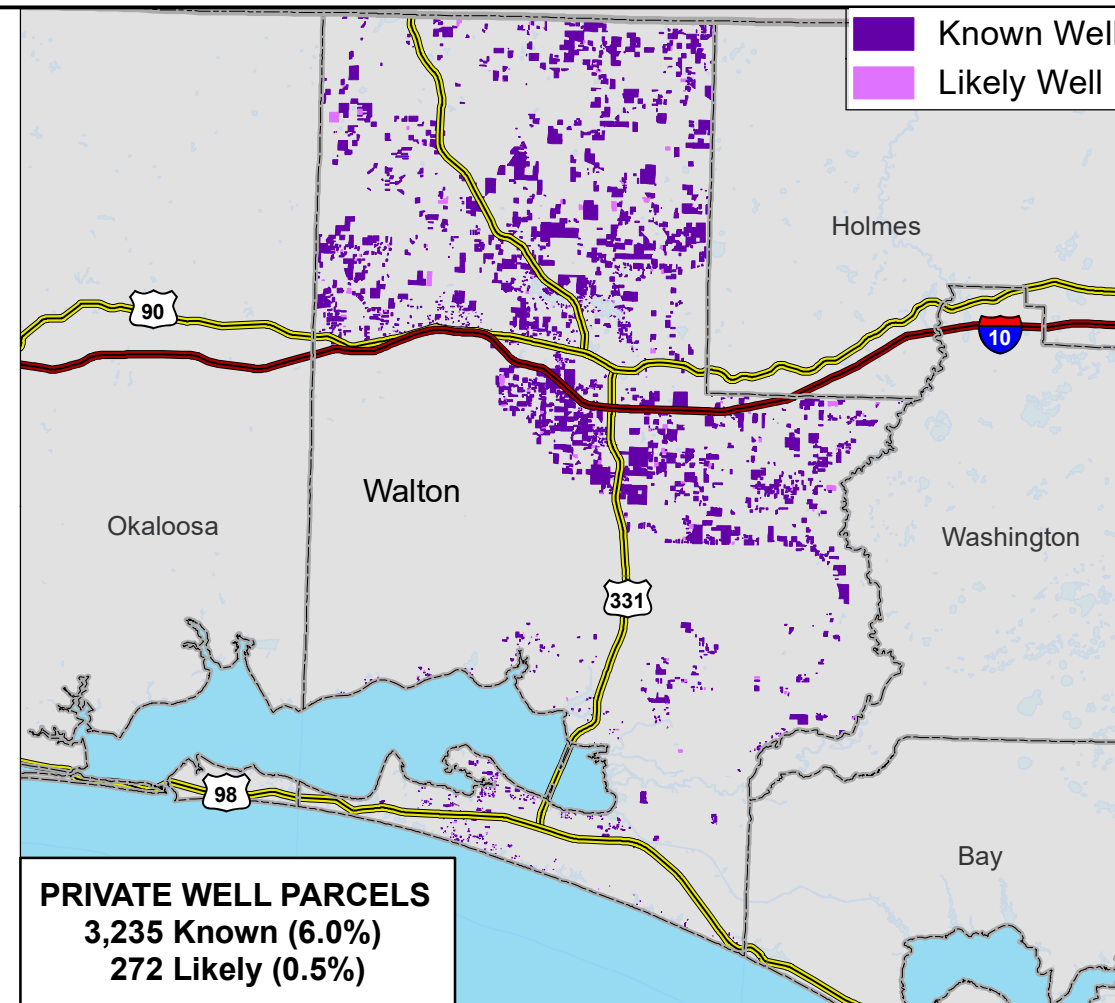 Known Well
Likely Well
Holmes
90
10
Walton
Okaloosa
Washington
331
98
Bay
PRIVATE WELL PARCELS
3,235 Known (6.0%)
272 Likely (0.5%)